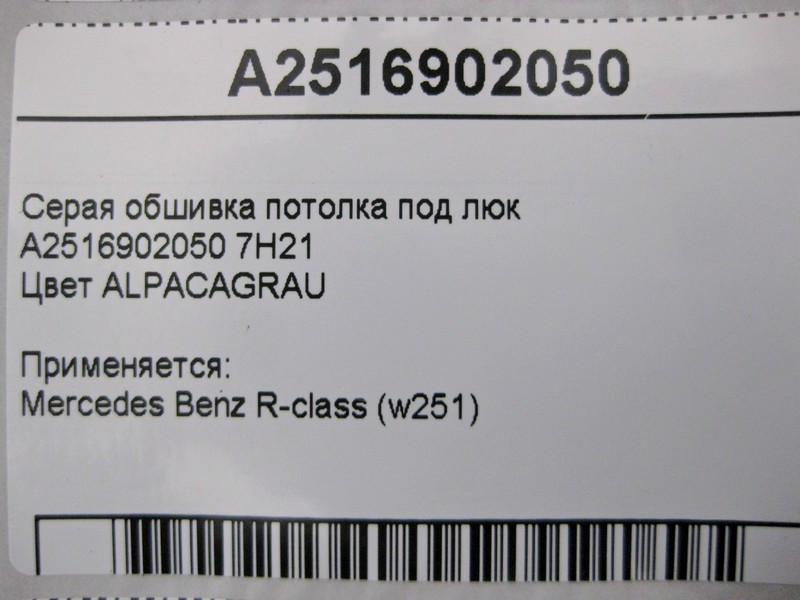 A2516902050
Серая обшивка потолка под люк
A2516902050 7H21
Цвет ALPACAGRAU
Применяется:
Mercedes Benz R-class (w251)